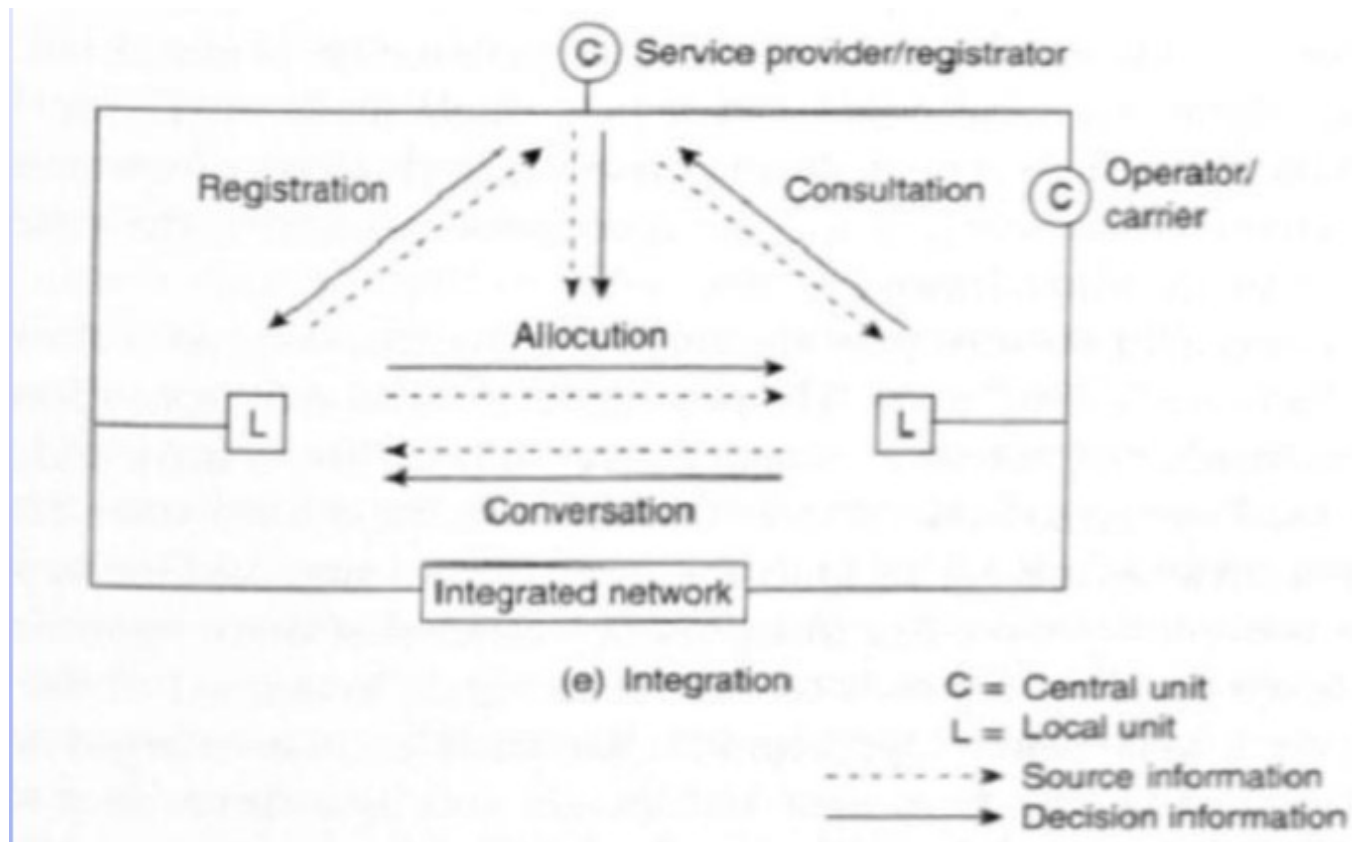 C Service provider/registrator
Registration
Consultation
C Operator/
carrier
Allocution
L
L
Conversation
Integrated network
(e) Integration
C = Central unit
L = Local unit
Source information
Decision information